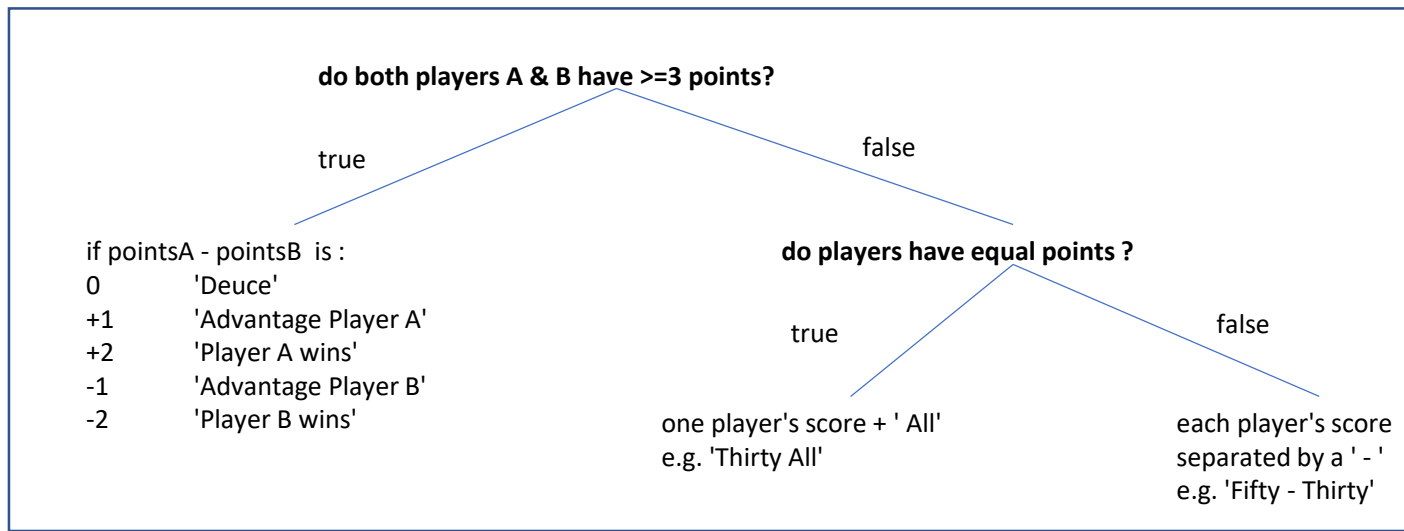 do both players A & B have >=3 points?
true
false
if pointsA - pointsB is :
0 'Deuce'
+1 'Advantage Player A'
+2 'Player A wins'
-1 'Advantage Player B'
-2 'Player B wins'
do players have equal points ?
true
false
one player's score + ' All'
e.g. 'Thirty All'
each player's score
separated by a ' - '
e.g. 'Fifty - Thirty'